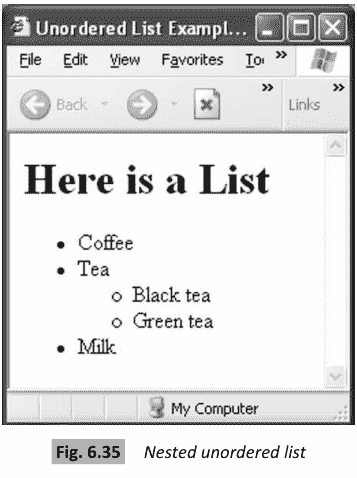 Unordered List Exampl...
File Edit View Favorites Too »
Back » Links »
Here is a List
• Coffee
• Tea
o Black tea
o Green tea
• Milk
My Computer
Fig. 6.35 Nested unordered list